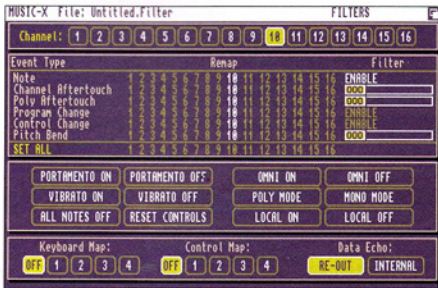 MUSIC-X File: Untitled.Filter FILTERS
Channel: 1 2 3 4 5 6 7 8 9 10 11 12 13 14 15 16
Event Type Remap Filter
Note 1 2 3 4 5 6 7 8 9 10 11 12 13 14 15 16 ENABLE
Channel Aftertouch 1 2 3 4 5 6 7 8 9 10 11 12 13 14 15 16 000
Poly Aftertouch 1 2 3 4 5 6 7 8 9 10 11 12 13 14 15 16 000
Program Change 1 2 3 4 5 6 7 8 9 10 11 12 13 14 15 16 ENABLE
Control Change 1 2 3 4 5 6 7 8 9 10 11 12 13 14 15 16 ENABLE
Pitch Bend 1 2 3 4 5 6 7 8 9 10 11 12 13 14 15 16 000
SET ALL 1 2 3 4 5 6 7 8 9 10 11 12 13 14 15 16
PORTAMENTO ON PORTAMENTO OFF OMNI ON OMNI OFF
VIBRATO ON VIBRATO OFF POLY MODE MONO MODE
ALL NOTES OFF RESET CONTROLS LOCAL ON LOCAL OFF
Keyboard Map: Control Map: Data Echo:
OFF 1 2 3 4 OFF 1 2 3 4 RE-OUT INTERNAL